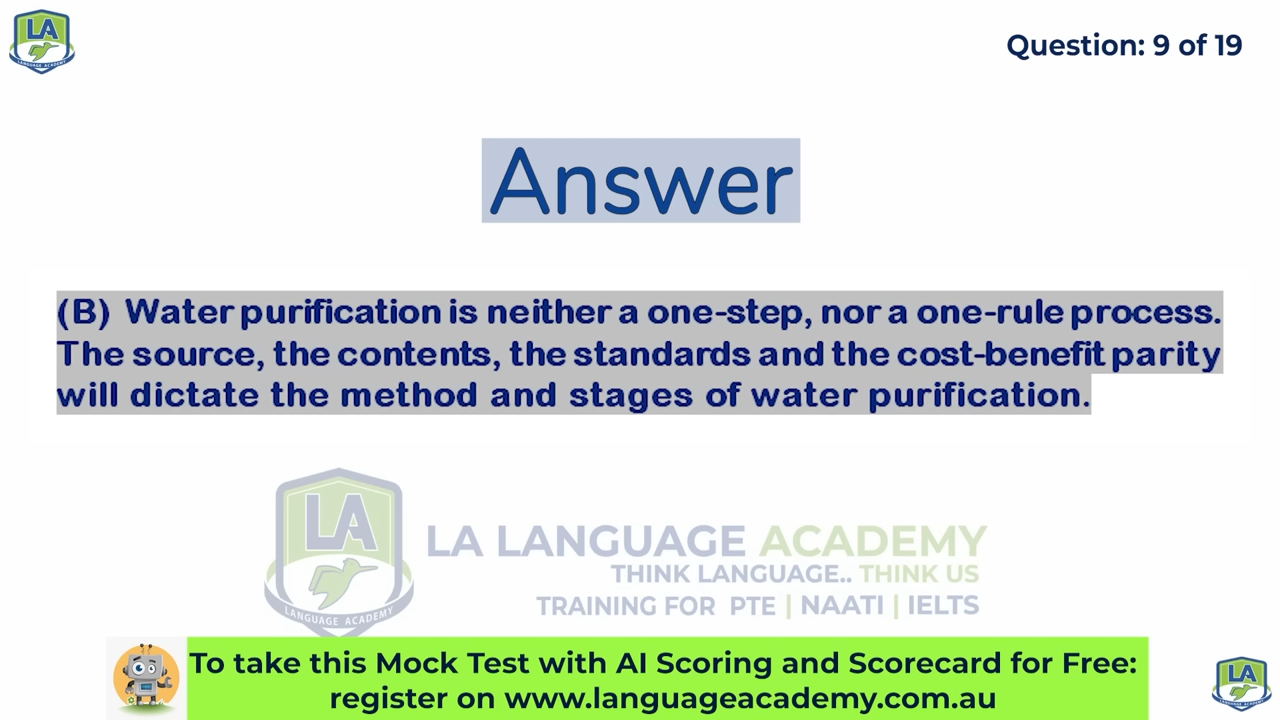 LA
LANGUAGE ACADEMY
Question: 9 of 19
Answer
(B) Water purification is neither a one-step, nor a one-rule process.
The source, the contents, the standards and the cost-benefit parity
will dictate the method and stages of water purification.
LA
LANGUAGE ACADEMY
LA LANGUAGE ACADEMY
THINK LANGUAGE.. THINK US
TRAINING FOR PTE | NAATI | IELTS
To take this Mock Test with AI Scoring and Scorecard for Free:
register on www.languageacademy.com.au
LA
LANGUAGE ACADEMY